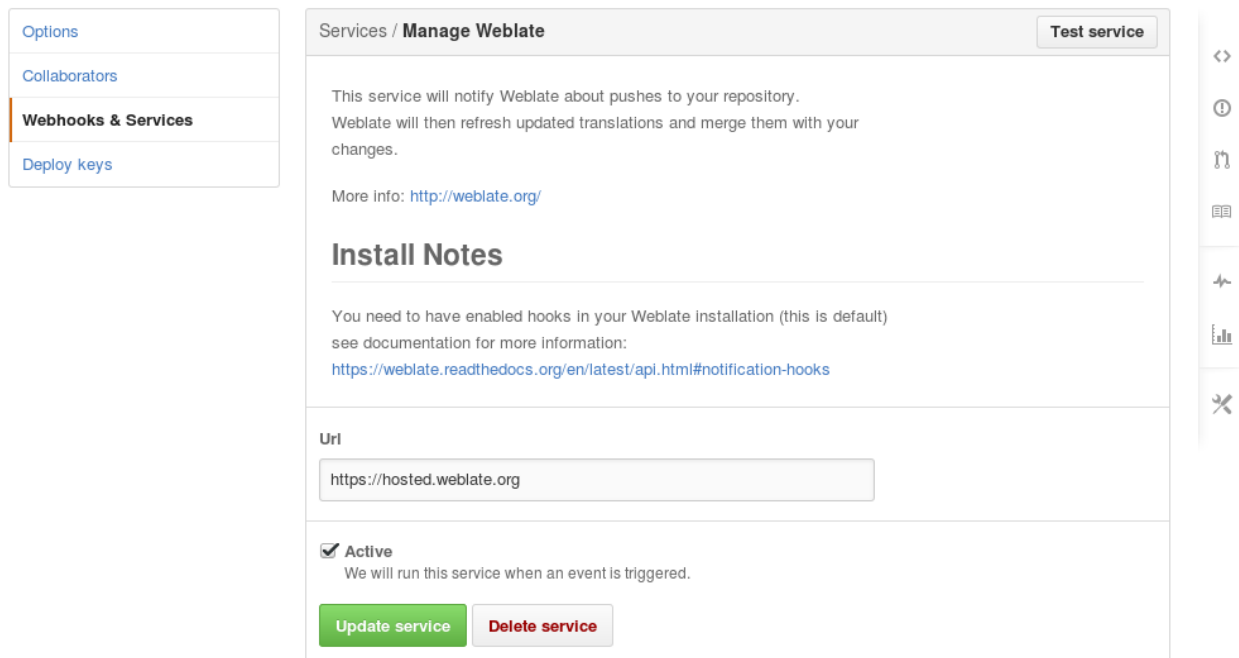 Options
Collaborators
Webhooks & Services
Deploy keys
Services / Manage Weblate
Test service
This service will notify Weblate about pushes to your repository.
Weblate will then refresh updated translations and merge them with your
changes.
More info: http://weblate.org/
Install Notes
You need to have enabled hooks in your Weblate installation (this is default)
see documentation for more information:
https://weblate.readthedocs.org/en/latest/api.html#notification-hooks
Url
https://hosted.weblate.org
Active
We will run this service when an event is triggered.
Update service
Delete service